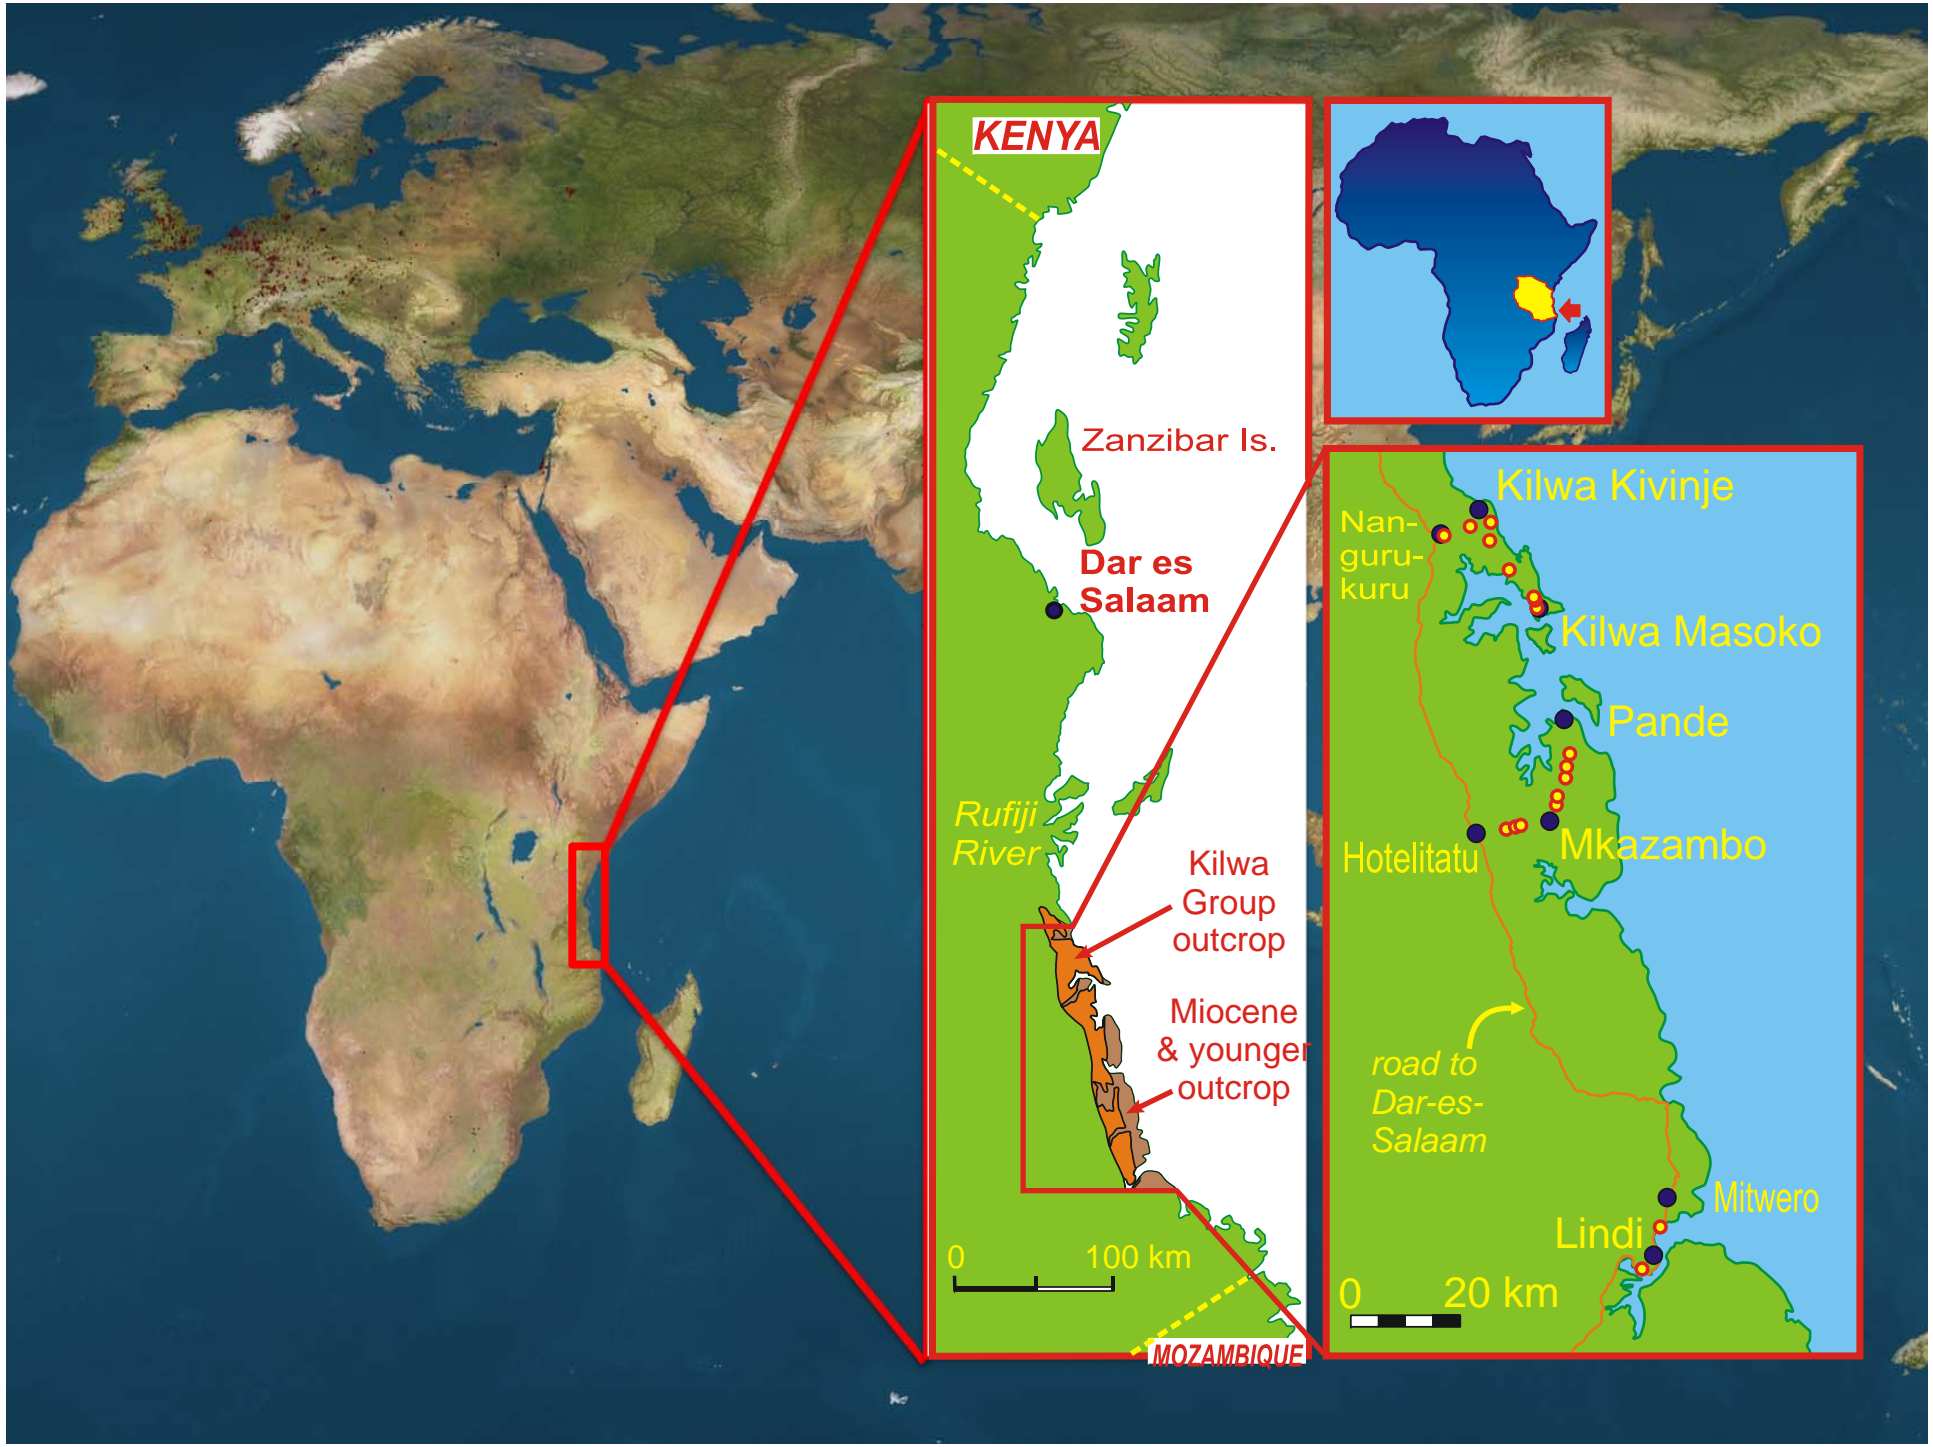 KENYA
Zanzibar Is.
Dar es
Salaam
Rufiji
River
Kilwa
Group
outcrop
Miocene
& younger
outcrop
0 100 km
MOZAMBIQUE
Kilwa Kivinje
Nan-
guru-
kuru
Kilwa Masoko
Pande
Hotelitatu
Mkazambo
road to
Dar-es-
Salaam
Mitwero
Lindi
0 20 km